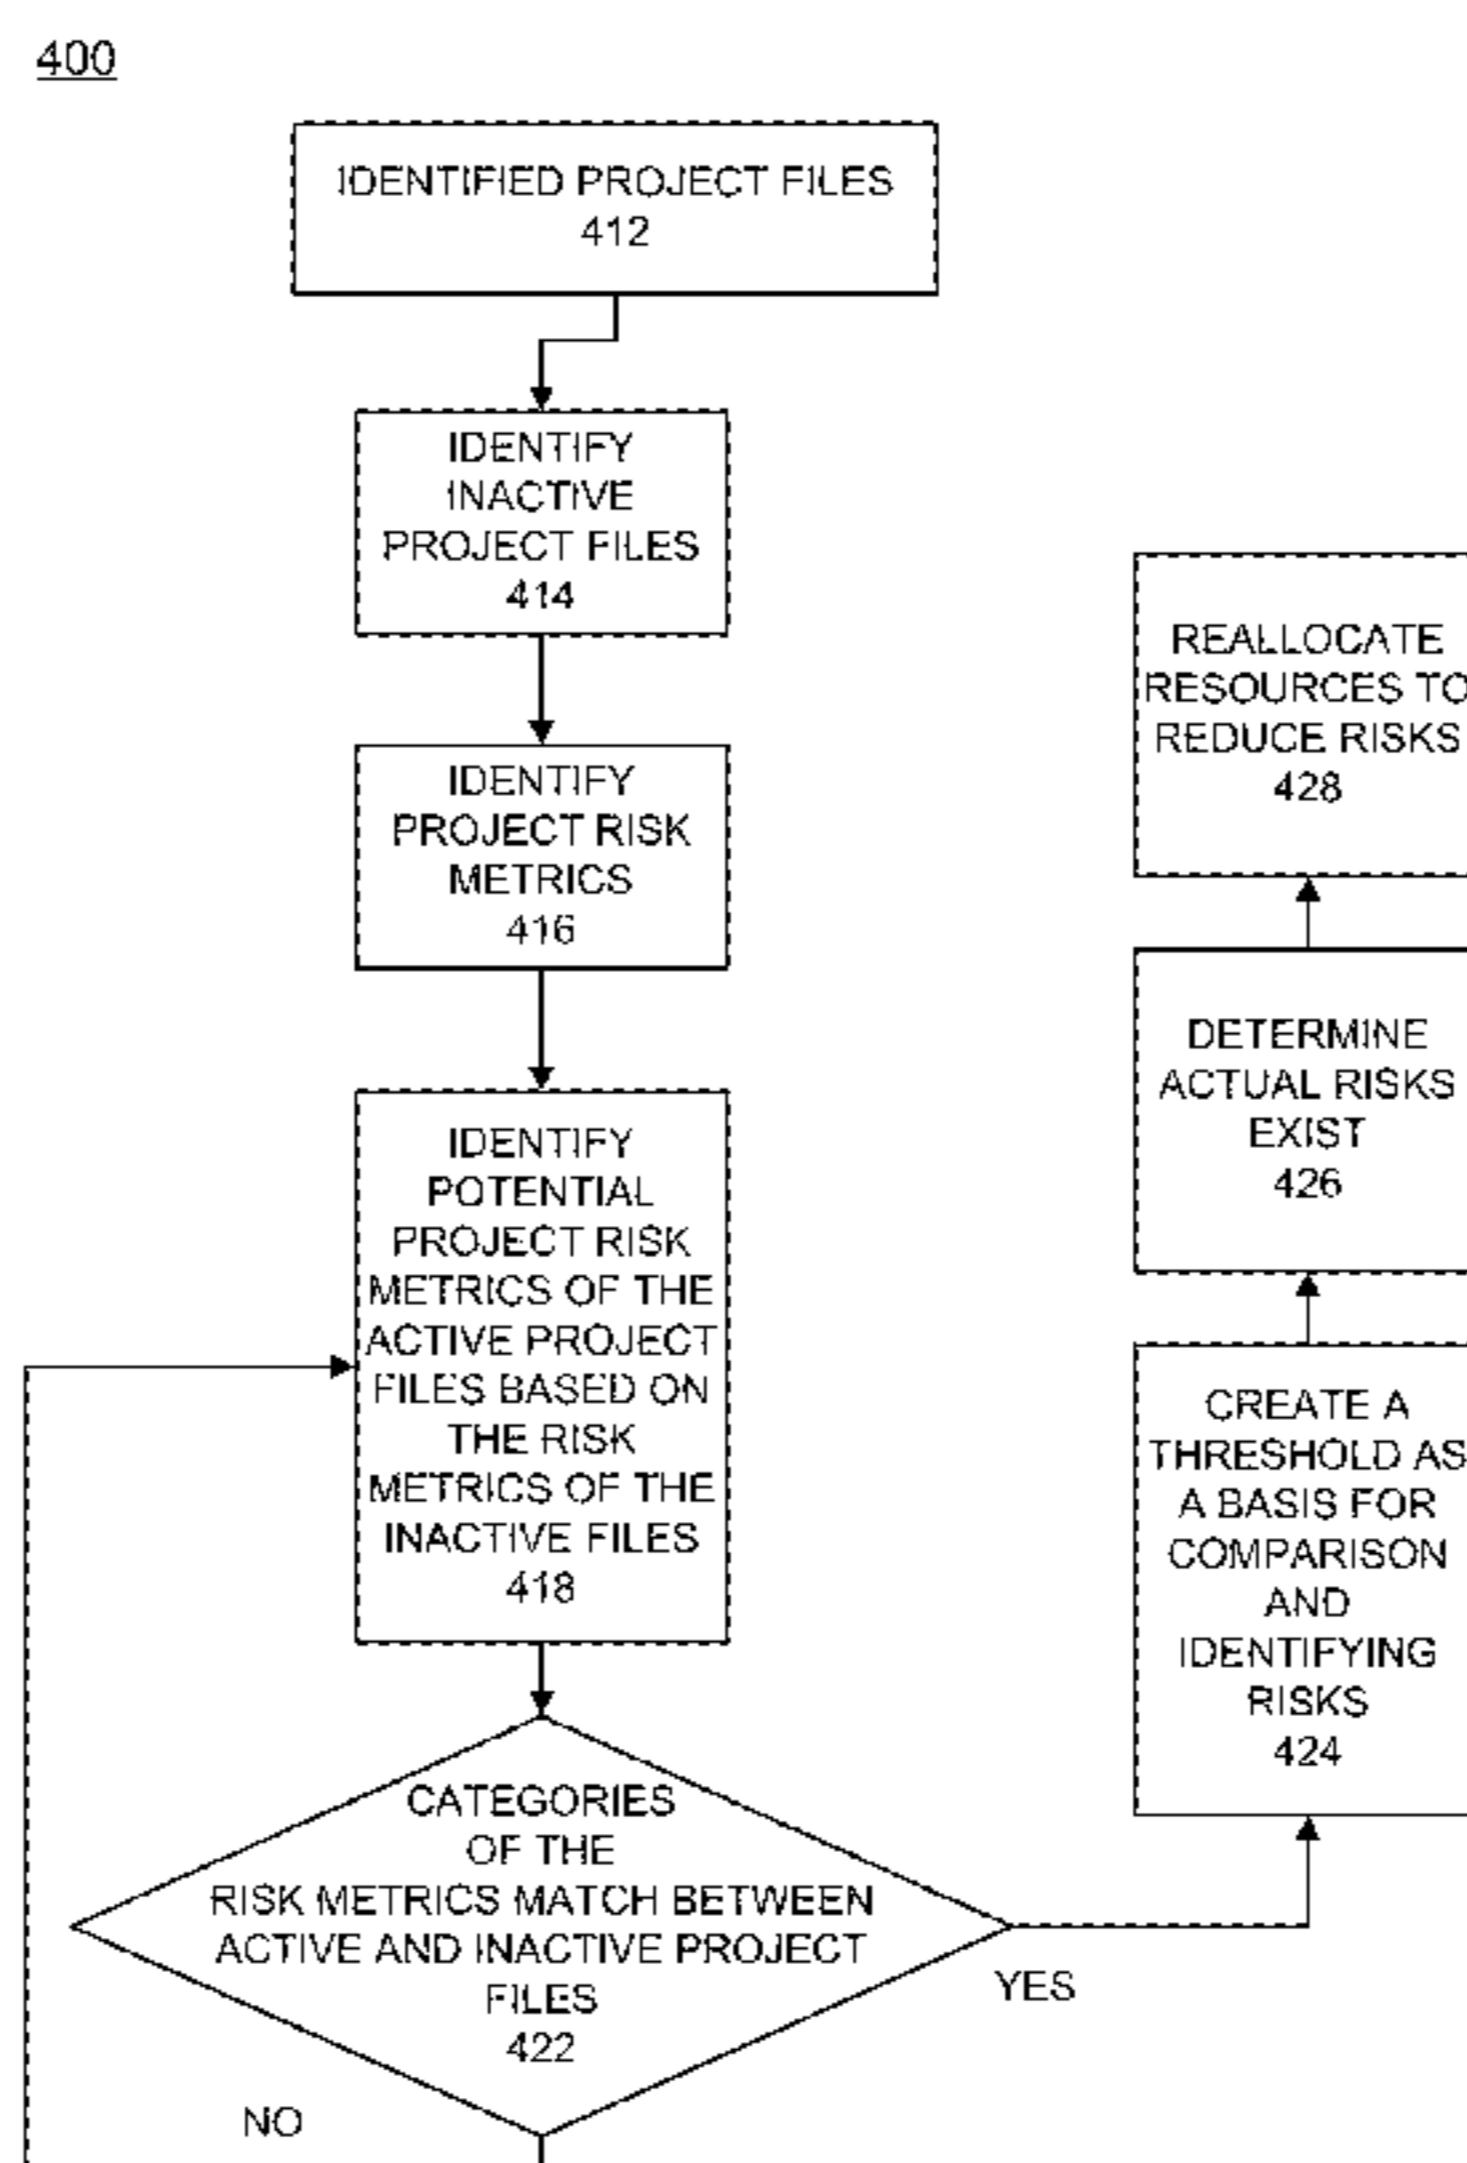 400
IDENTIFIED PROJECT FILES
412
IDENTIFY
INACTIVE
PROJECT FILES
414
IDENTIFY
PROJECT RISK
METRICS
416
IDENTIFY
POTENTIAL
PROJECT RISK
METRICS OF THE
ACTIVE PROJECT
FILES BASED ON
THE RISK
METRICS OF THE
INACTIVE FILES
418
CATEGORIES
OF THE
RISK METRICS MATCH BETWEEN
ACTIVE AND INACTIVE PROJECT
FILES
422
NO
YES
CREATE A
THRESHOLD AS
A BASIS FOR
COMPARISON
AND
IDENTIFYING
RISKS
424
DETERMINE
ACTUAL RISKS
EXIST
426
REALLOCATE
RESOURCES TO
REDUCE RISKS
428